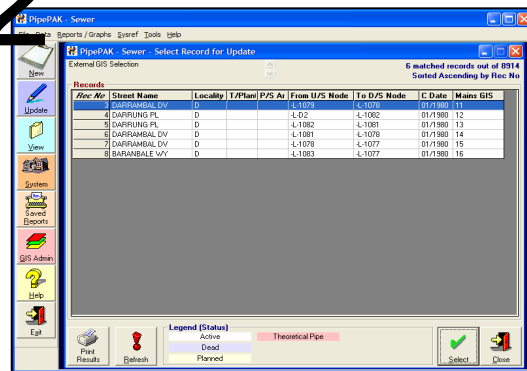 PipePAK - Sewer
File Data Reports / Graphs Sysref Tools Help
PipePAK - Sewer - Select Record for Update
External GIS Selection
6 matched records out of 8914
Sorted Ascending by Rec No
Records
Rec No Street Name Locality T/Plant P/S Ar From U/S Node To D/S Node C Date Mains GIS
3 DARRAMBAL DV D -L-1079 -L-1078 01/1980 11
4 DARRUNG PL D -L-D2 -L-1082 01/1980 12
5 DARRUNG PL D -L-1082 -L-1081 01/1980 13
6 DARRAMBAL DV D -L-1081 -L-1078 01/1980 14
7 DARRAMBAL DV D -L-1078 -L-1077 01/1980 15
8 BARANBALE WY D -L-1083 -L-1077 01/1980 16
New
Update
View
System
Saved Reports
GIS Admin
Help
Exit
Print Results
Refresh
Legend (Status)
Active
Dead
Planned
Theoretical Pipe
Select
Close